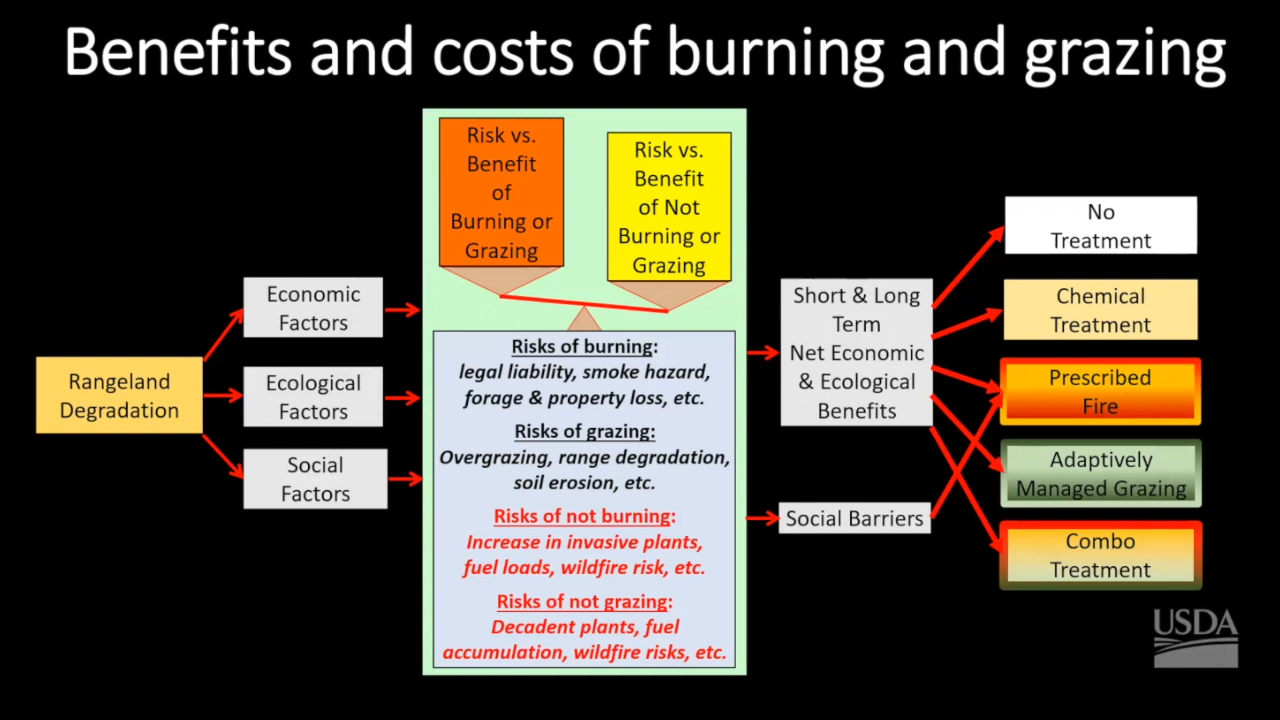 Benefits and costs of burning and grazing
Rangeland
Degradation
Economic
Factors
Ecological
Factors
Social
Factors
Risk vs.
Benefit
of
Burning or
Grazing
Risk vs.
Benefit
of Not
Burning or
Grazing
Risks of burning:
legal liability, smoke hazard,
forage & property loss, etc.
Risks of grazing:
Overgrazing, range degradation,
soil erosion, etc.
Risks of not burning:
Increase in invasive plants,
fuel loads, wildfire risk, etc.
Risks of not grazing:
Decadent plants, fuel
accumulation, wildfire risks, etc.
Short & Long
Term
Net Economic
& Ecological
Benefits
Social Barriers
No
Treatment
Chemical
Treatment
Prescribed
Fire
Adaptively
Managed Grazing
Combo
Treatment
USDA